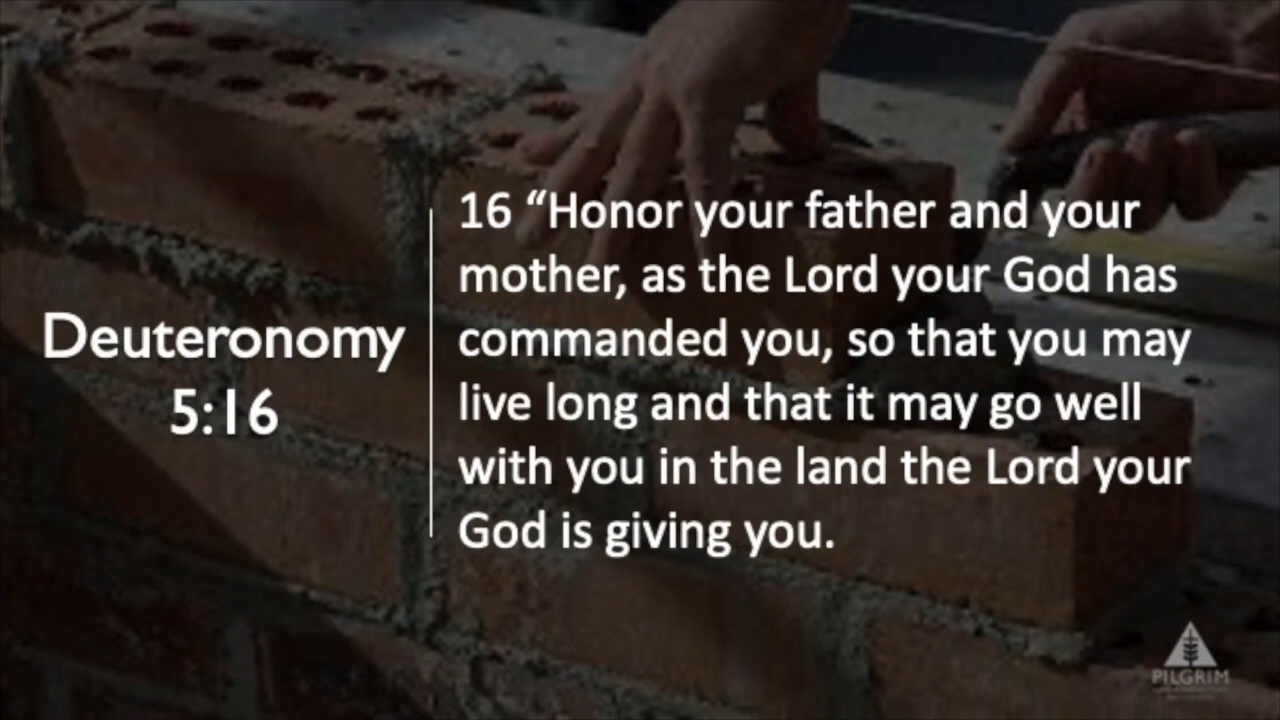 Deuteronomy
5:16
16 “Honor your father and your
mother, as the Lord your God has
commanded you, so that you may
live long and that it may go well
with you in the land the Lord your
God is giving you.
PILGRIM